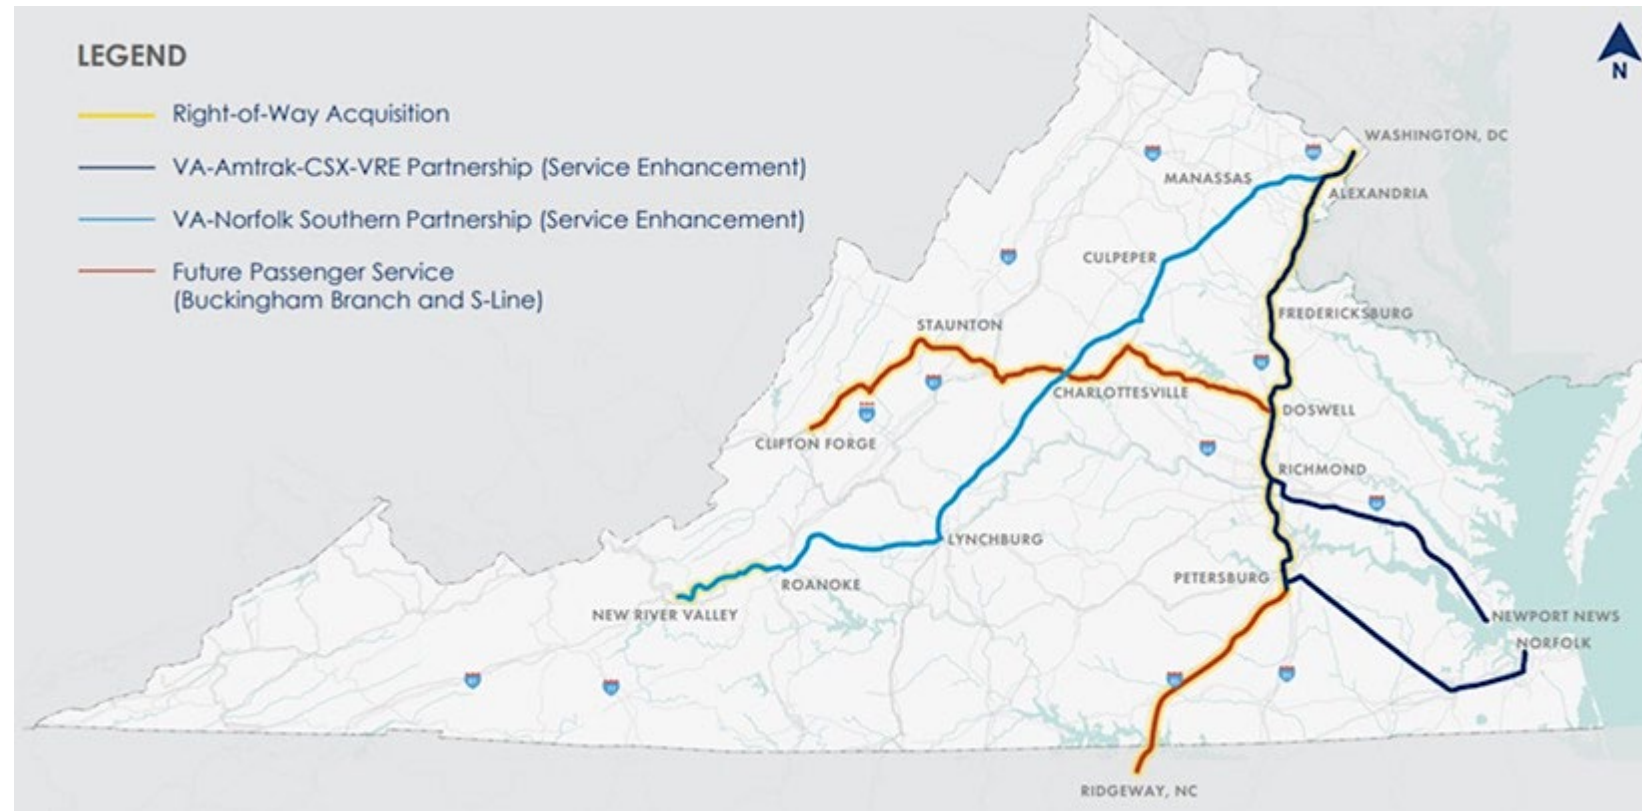 LEGEND
Right-of-Way Acquisition
VA-Amtrak-CSX-VRE Partnership (Service Enhancement)
VA-Norfolk Southern Partnership (Service Enhancement)
Future Passenger Service
(Buckingham Branch and S-Line)
N
WASHINGTON, DC
MANASSAS
ALEXANDRIA
CULPEPER
FREDERICKSBURG
STAUNTON
CHARLOTTESVILLE
DOSWELL
CLIFTON FORGE
RICHMOND
LYNCHBURG
PETERSBURG
ROANOKE
NEW RIVER VALLEY
NEWPORT NEWS
NORFOLK
RIDGEWAY, NC